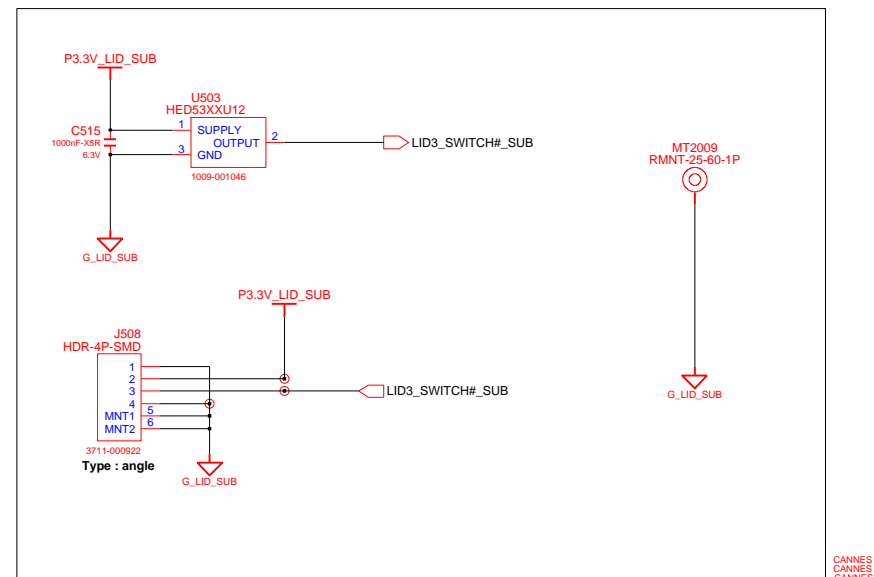 P3.3V_LID_SUB
U503
HED53XXU12
C515
1000nF-X5R
6.3V
1
SUPPLY
OUTPUT
2
3
GND
1009-001046
LID3_SWITCH#_SUB
G_LID_SUB
MT2009
RMNT-25-60-1P
G_LID_SUB
P3.3V_LID_SUB
J508
HDR-4P-SMD
1
2
3
4
MNT1
5
MNT2
6
LID3_SWITCH#_SUB
3711-000922
Type : angle
G_LID_SUB
CANNES
CANNES
CANNES